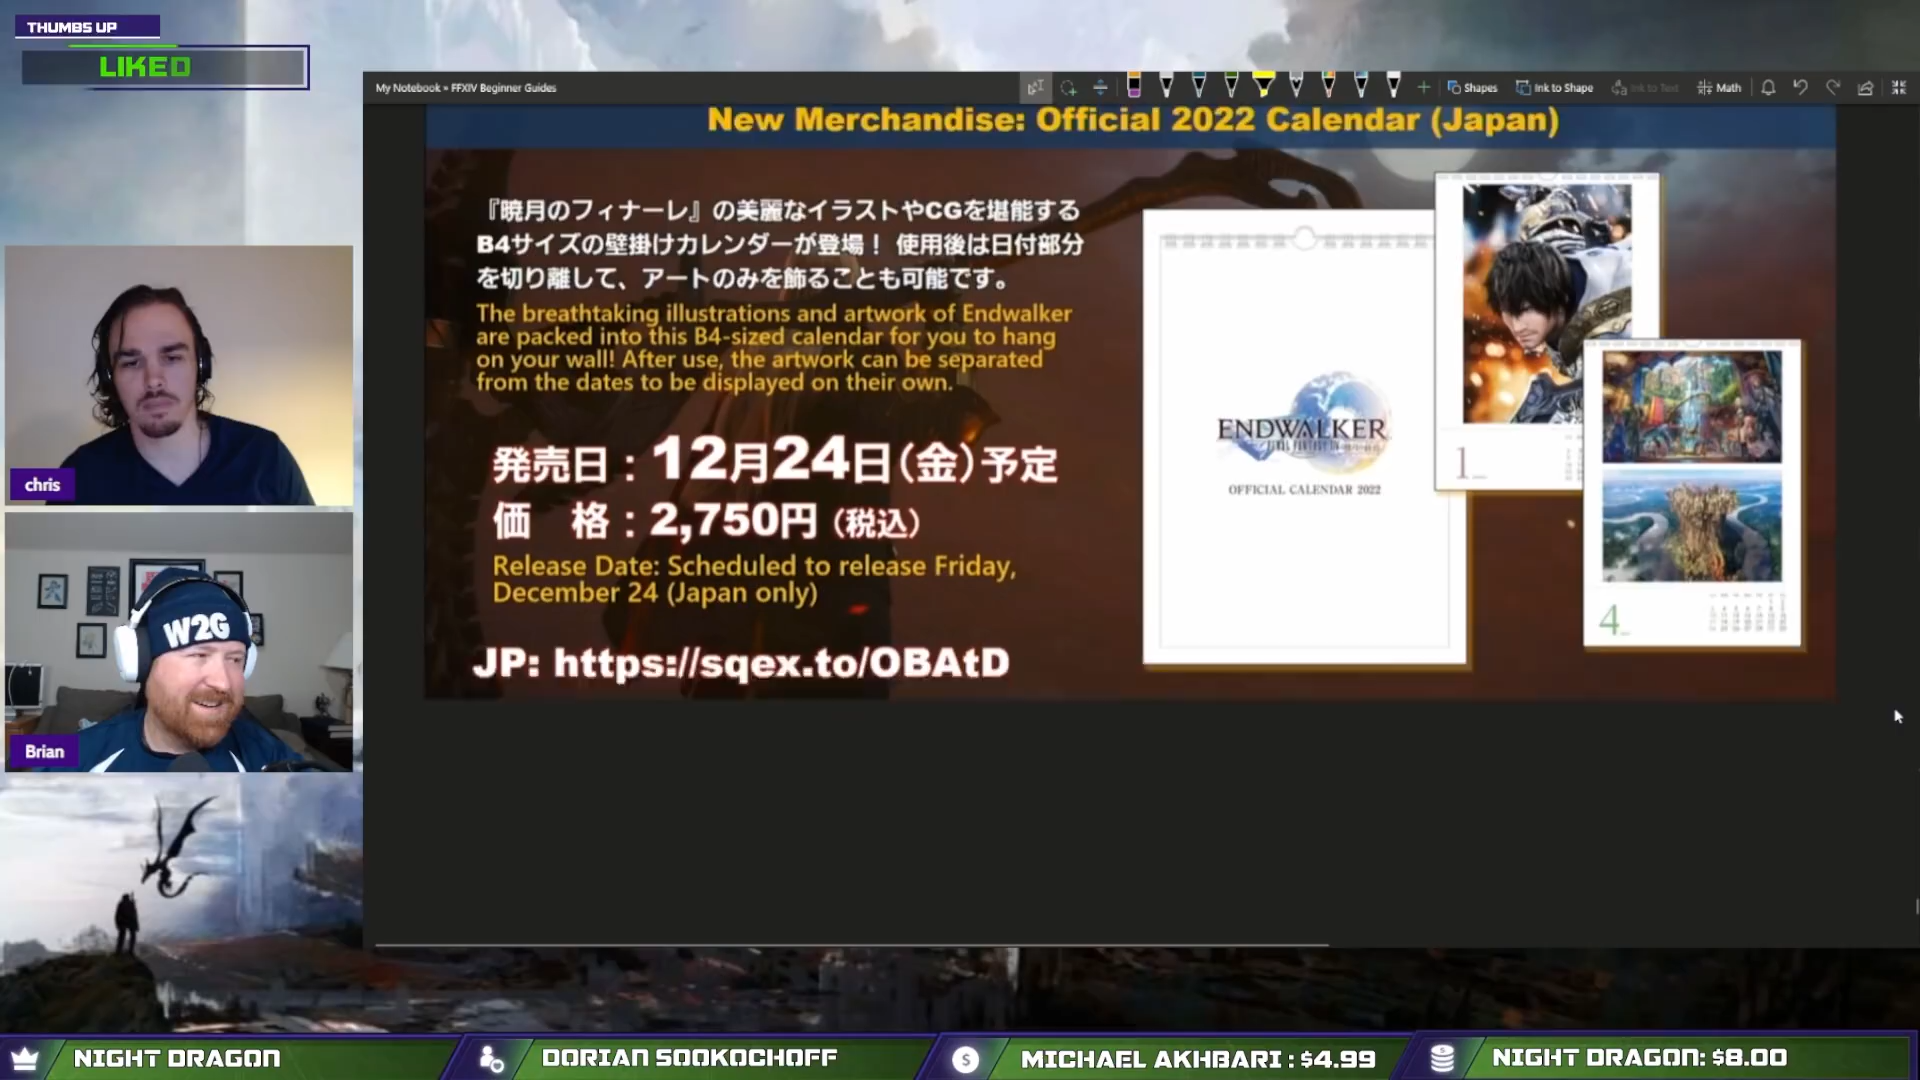 THUMBS UP
LIKED
My Notebook » FFXIV Beginner Guides
Shapes
Ink to Shape
Ink to Text
Math
New Merchandise: Official 2022 Calendar (Japan)
『暁月のフィナーレ』の美麗なイラストやCGを堪能する
B4サイズの壁掛けカレンダーが登場！ 使用後は日付部分
を切り離して、アートのみを飾ることも可能です。
The breathtaking illustrations and artwork of Endwalker
are packed into this B4-sized calendar for you to hang
on your wall! After use, the artwork can be separated
from the dates to be displayed on their own.
発売日：12月24日（金）予定
価　格：2,750円（税込）
Release Date: Scheduled to release Friday,
December 24 (Japan only)
JP: https://sqex.to/OBAtD
ENDWALKER
FINAL FANTASY XIV
OFFICIAL CALENDAR 2022
1
4
chris
W2G
Brian
NIGHT DRAGON
DORIAN SOOKOCHOFF
MICHAEL AKHBARI : $4.99
NIGHT DRAGON: $8.00